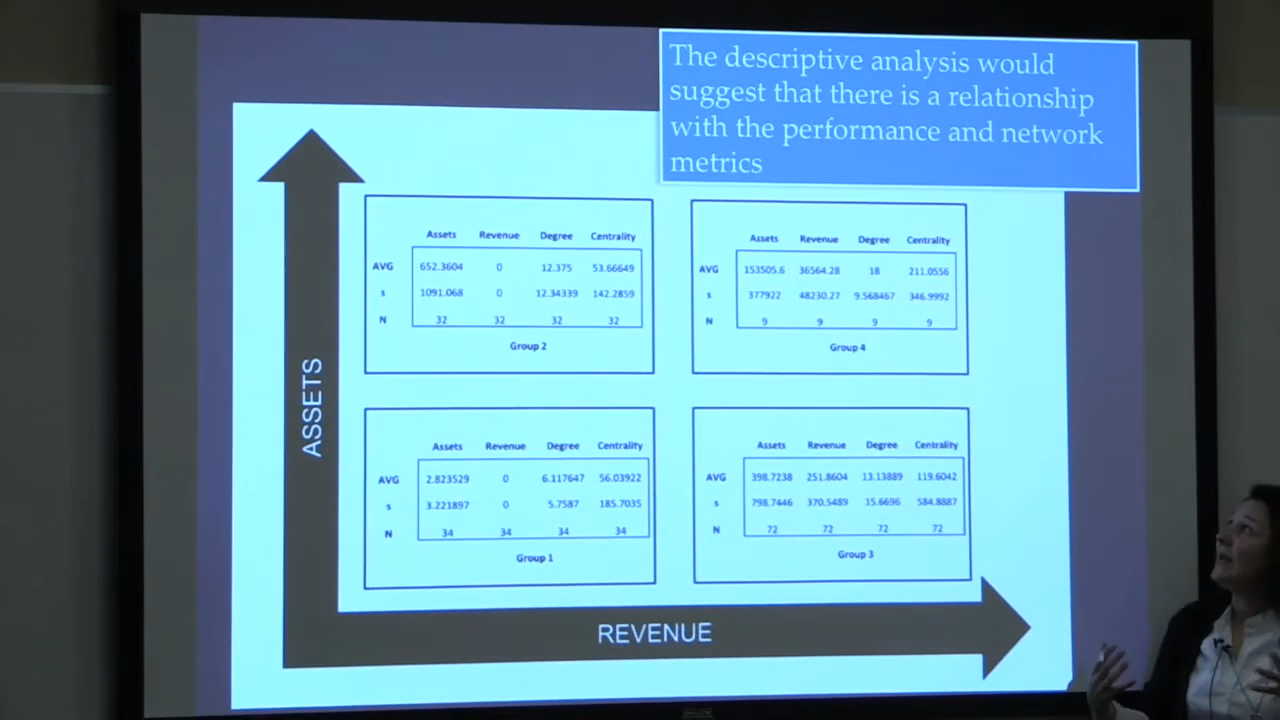 The descriptive analysis would
suggest that there is a relationship
with the performance and network
metrics
ASSETS
Assets Revenue Degree Centrality
AVG 652.3604 0 12.375 53.66649
s 1091.068 0 12.34339 142.2859
N 32 32 32 32
Group 2
Assets Revenue Degree Centrality
AVG 153505.6 36564.28 18 211.0556
s 377922 48230.27 9.568467 346.9992
N 9 9 9 9
Group 4
Assets Revenue Degree Centrality
AVG 2.823529 0 6.117647 56.03922
s 3.221897 0 5.7587 185.7035
N 34 34 34 34
Group 1
Assets Revenue Degree Centrality
AVG 398.7238 251.8604 13.13889 119.6042
s 798.7446 370.5489 15.6696 584.8887
N 72 72 72 72
Group 3
REVENUE